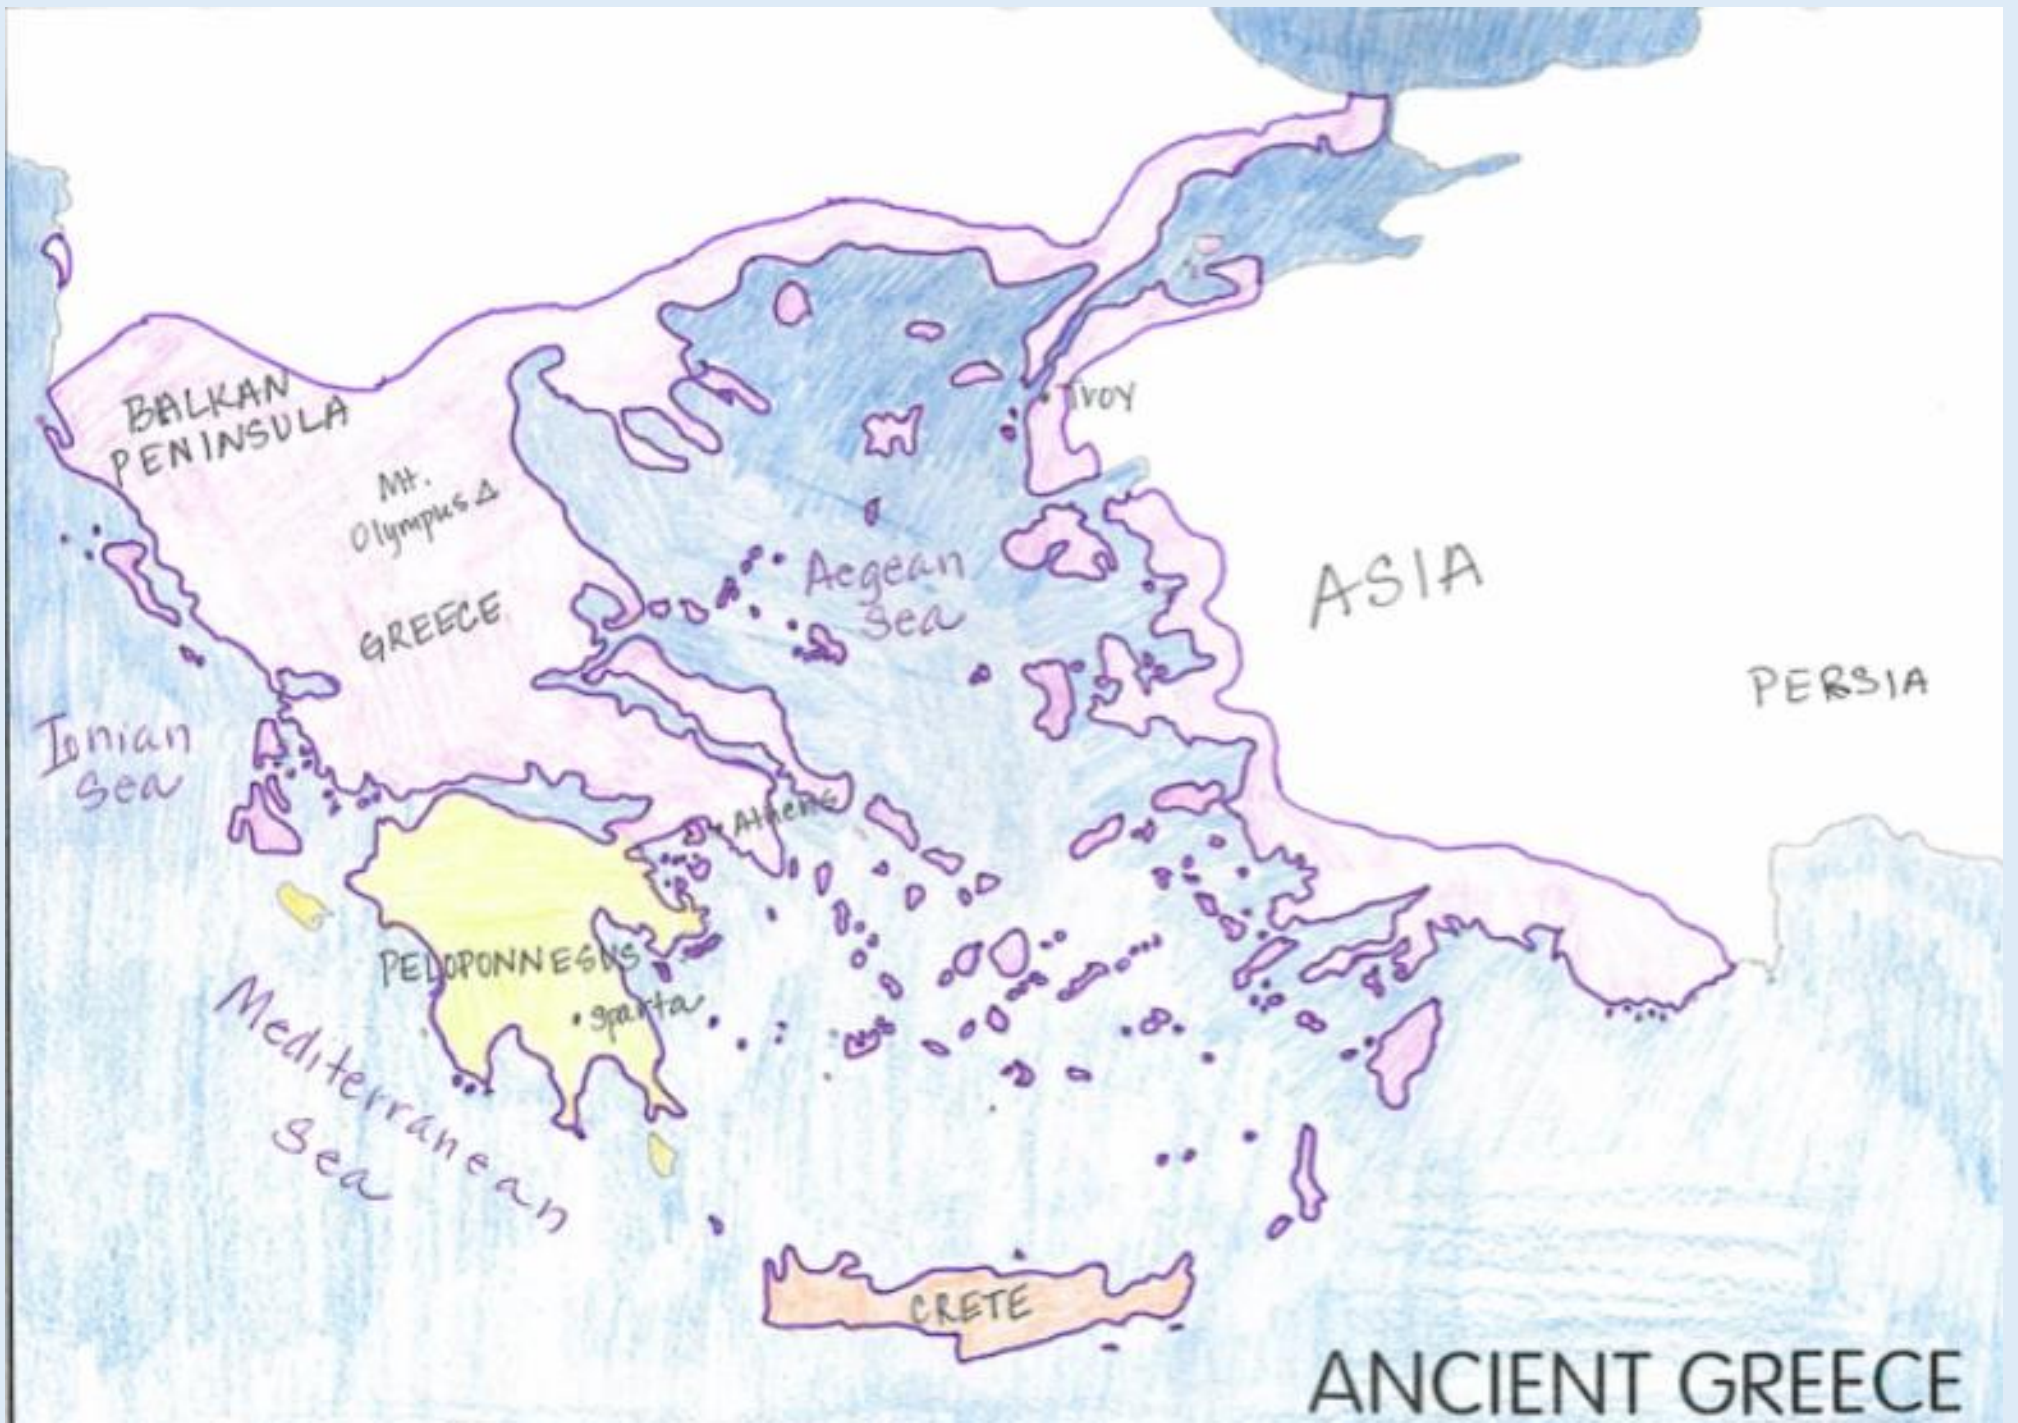 BALKAN
PENINSULA
Mt.
Olympus
Troy
Aegean
Sea
ASIA
GREECE
PERSIA
Ionian
Sea
Athens
PELOPONNESUS
Sparta
Mediterranean
Sea
CRETE
ANCIENT GREECE